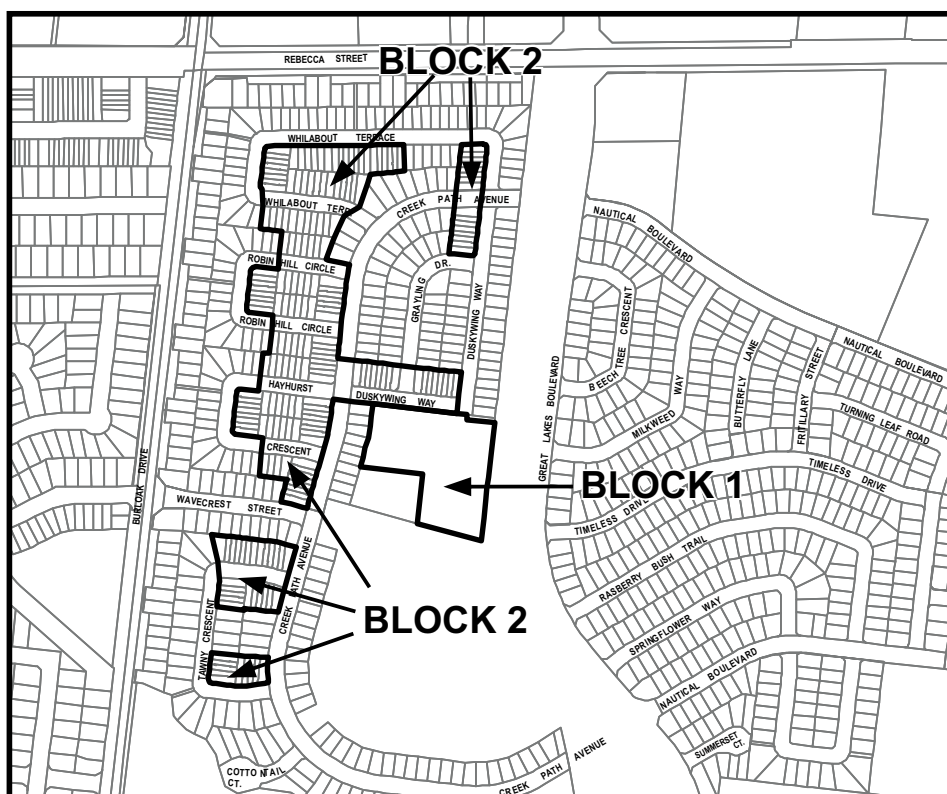 REBECCA STREET
BLOCK 2
WHILABOUT TERRACE
WHILABOUT TERR
CREEK PATH AVENUE
NAUTICAL BOULEVARD
ROBIN HILL CIRCLE
GRAYLING DR.
DUSKYWING WAY
BEECH TREE CRESCENT
ROBIN HILL CIRCLE
MILKWEED WAY
BUTTERFLY LANE
FRITILLARY STREET
NAUTICAL BOULEVARD
HAYHURST
DUSKYWING WAY
GREAT LAKES BOULEVARD
TURNING LEAF ROAD
CRESCENT
TIMELESS DRIVE
BLOCK 1
BURLOAK DRIVE
WAVECREST STREET
TIMELESS DRIVE
RASBERRY BUSH TRAIL
CREEK PATH AVENUE
BLOCK 2
TAWNY CRESCENT
SPRINGFLOWER WAY
NAUTICAL BOULEVARD
SUMMERSET
CT.
COTTONTAIL
CT.
CREEK PATH AVENUE